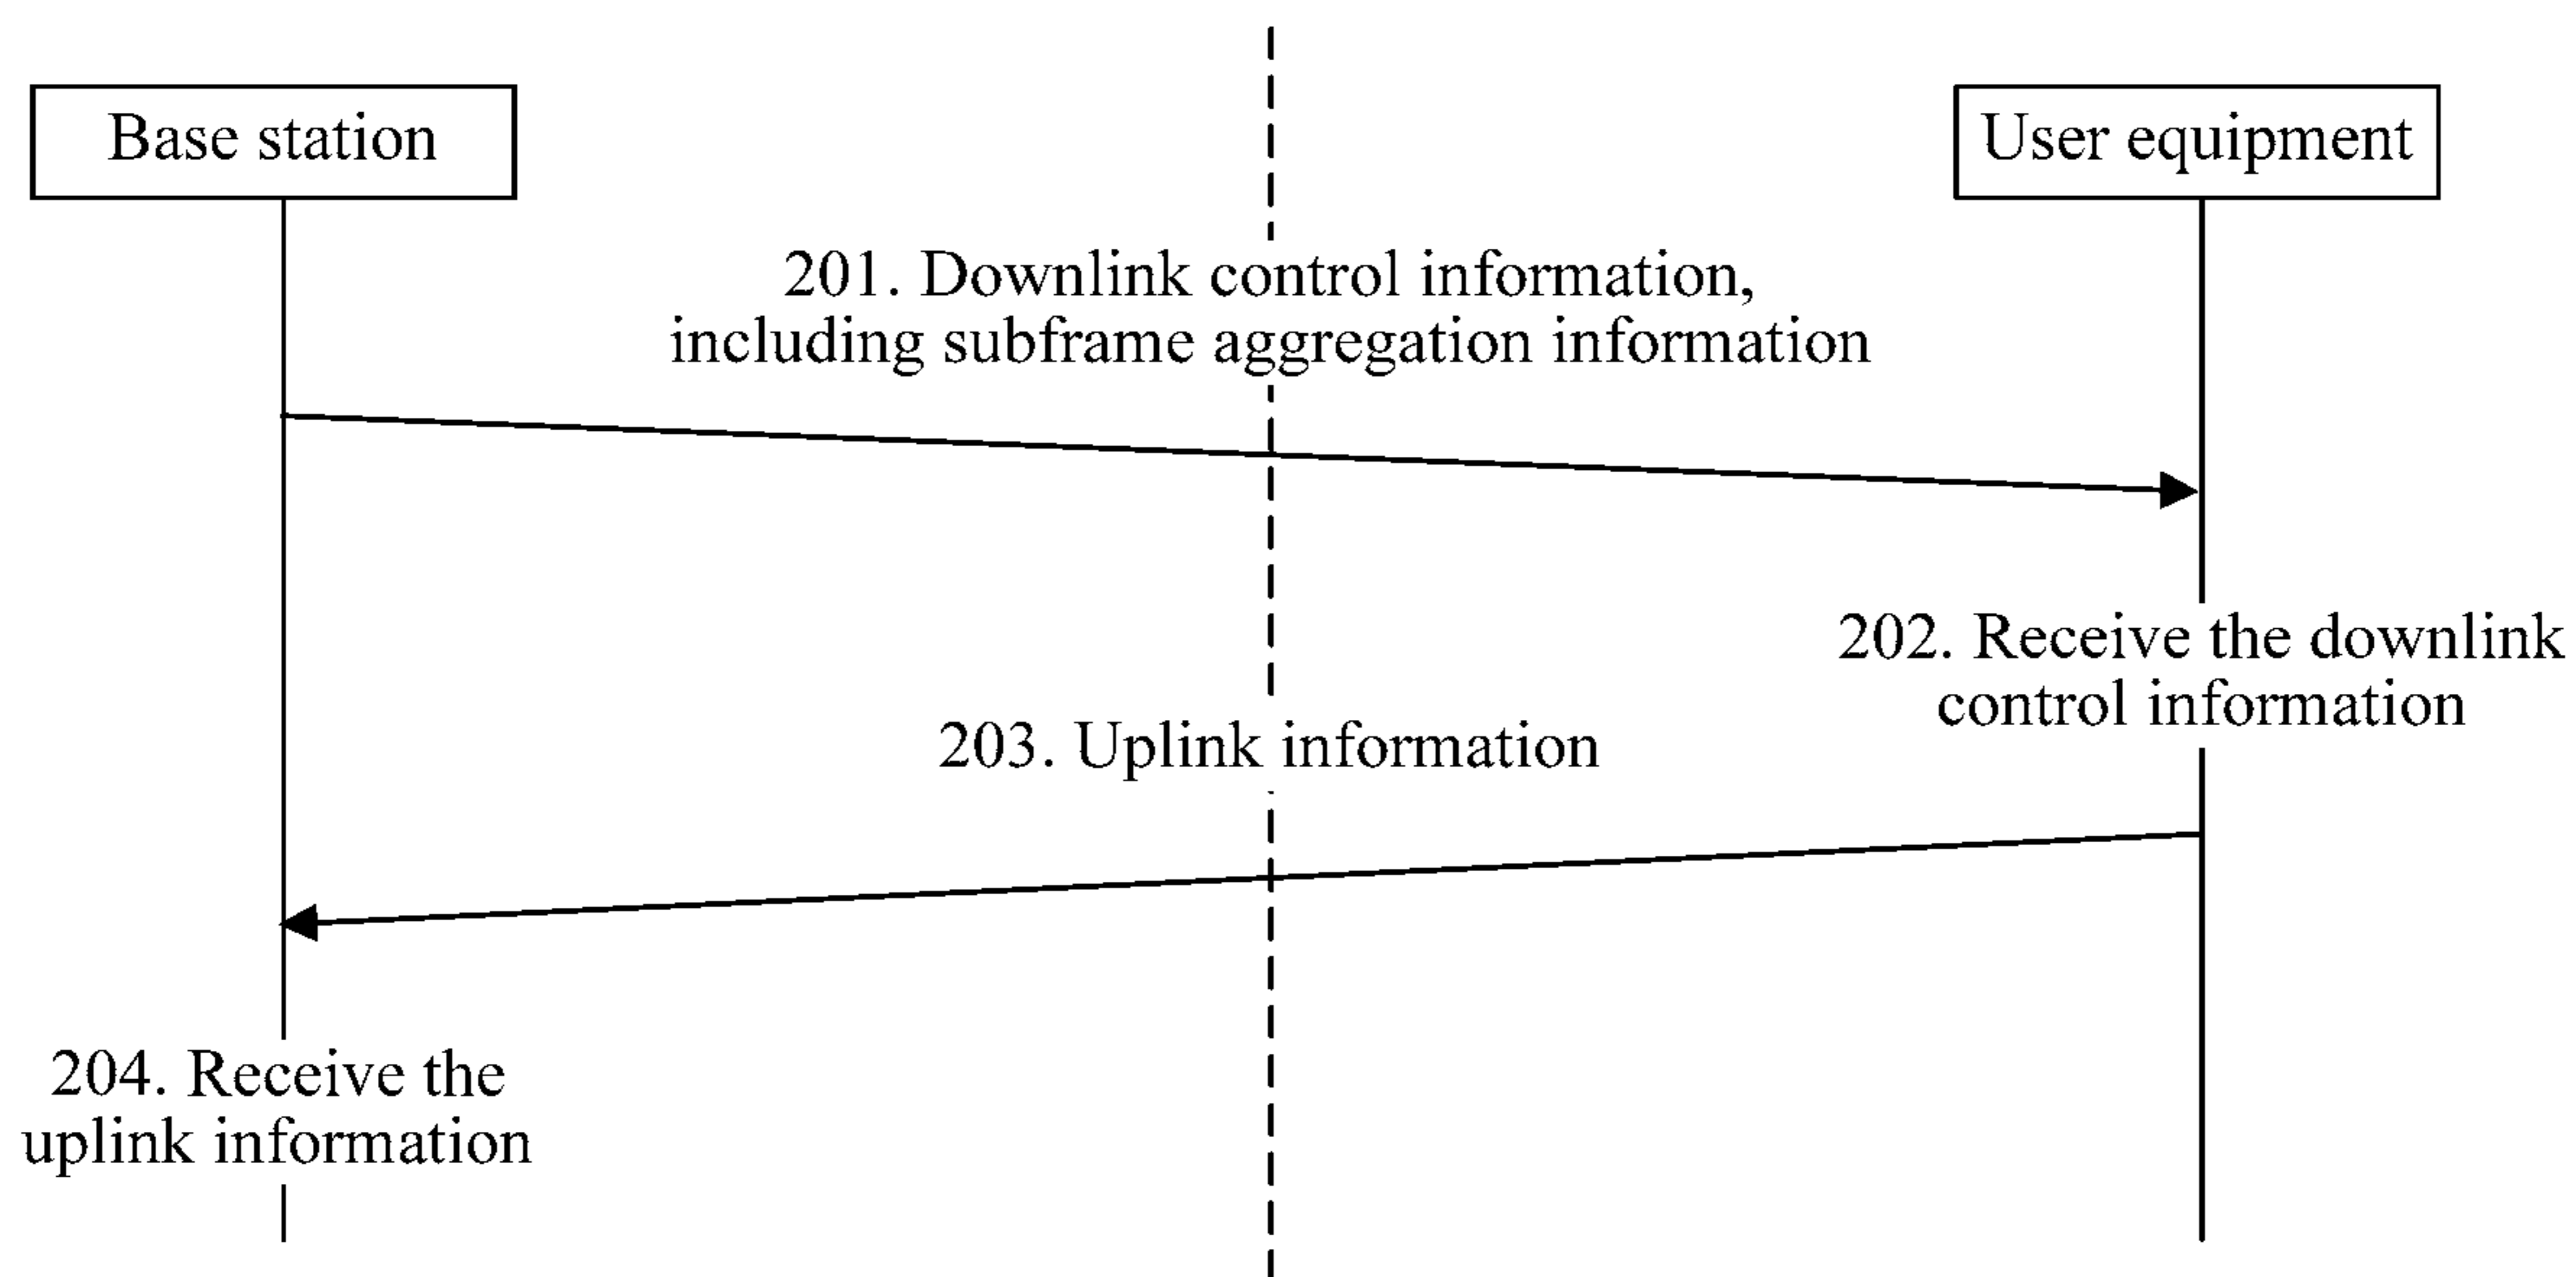 Base station
User equipment
201. Downlink control information,
including subframe aggregation information
202. Receive the downlink
control information
203. Uplink information
204. Receive the
uplink information